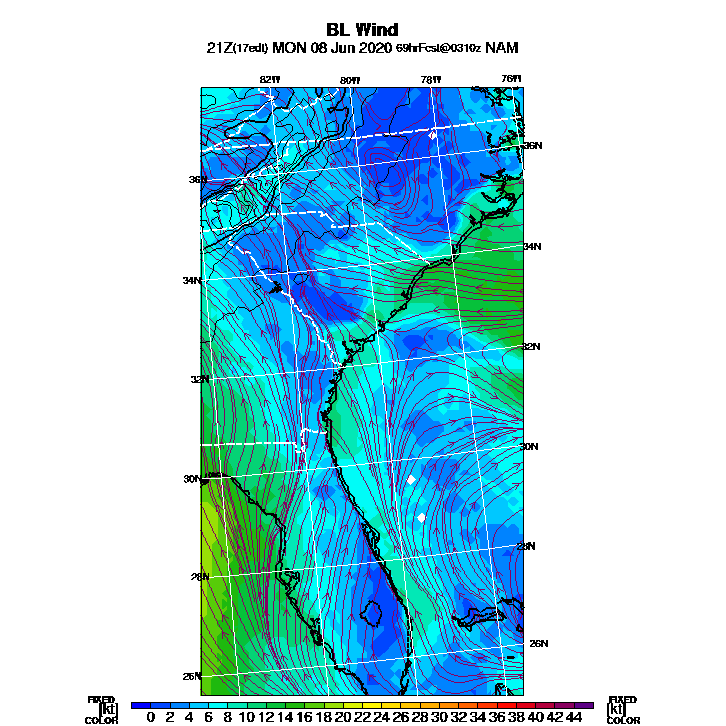 BL Wind
21Z(17edt) MON 08 Jun 2020 69hrFcst@0310z NAM
82W 80W 78W 76W
36N
36N
34N
34N
32N
32N
30N
30N
28N
28N
26N
26N
FIXED FIXED
[kt] [kt]
COLOR COLOR
0 2 4 6 8 10 12 14 16 18 20 22 24 26 28 30 32 34 36 38 40 42 44